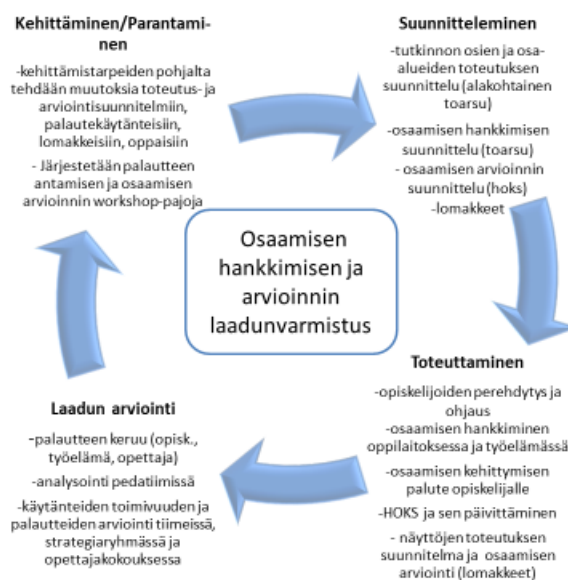 Kehittäminen/Parantami-
nen
-kehittämistarpeiden pohjalta
tehdään muutoksia toteutus- ja
arviointisuunnitelmiin,
palautekäytänteisiin,
lomakkeisiin, oppaisiin
- Järjestetään palautteen
antamisen ja osaamisen
arvioinnin workshop-pajoja
Suunnitteleminen
-tutkinnon osien ja osa-
alueiden toteutuksen
suunnittelu (alakohtainen
toarsu)
-osaamisen hankkimisen
suunnittelu (toarsu)
- osaamisen arvioinnin
suunnittelu (hoks)
-lomakkeet
Osaamisen
hankkimisen ja
arvioinnin
laadunvarmistus
Toteuttaminen
-opiskelijoiden perehdytys ja
ohjaus
-osaamisen hankkiminen
oppilaitoksessa ja työelämässä
-osaamisen kehittymisen
palute opiskelijalle
-HOKS ja sen päivittäminen
- näyttöjen toteutuksen
suunnitelma ja osaamisen
arviointi (lomakkeet)
Laadun arviointi
-palautteen keruu (opisk.,
työelämä, opettaja)
-analysointi pedatiimissä
-käytänteiden toimivuuden ja
palautteiden arviointi tiimeissä,
strategiaryhmässä ja
opettajakokouksessa